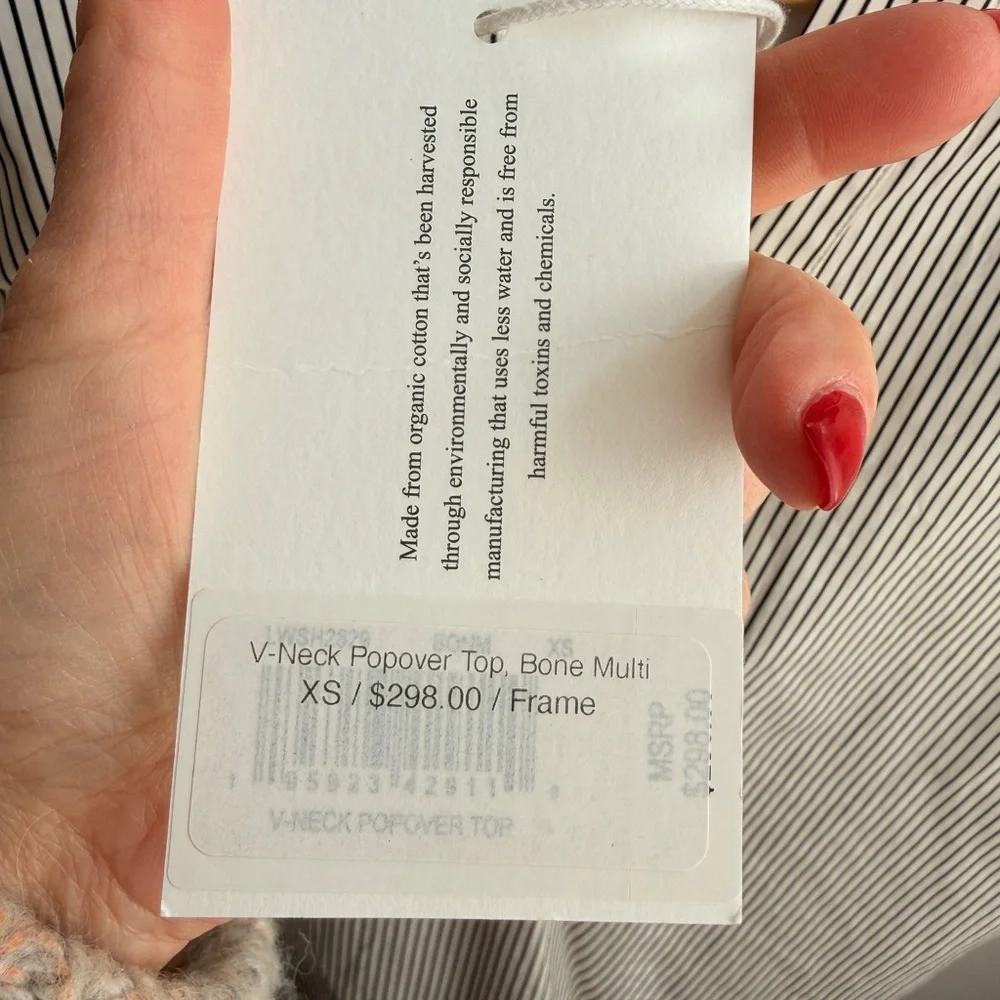 Made from organic cotton that's been harvested
through environmentally and socially responsible
manufacturing that uses less water and is free from
harmful toxins and chemicals.
XS
V-Neck Popover Top, Bone Multi
XS / $298.00 / Frame
MSRP
$298.00
V-NECK POPOVER TOP